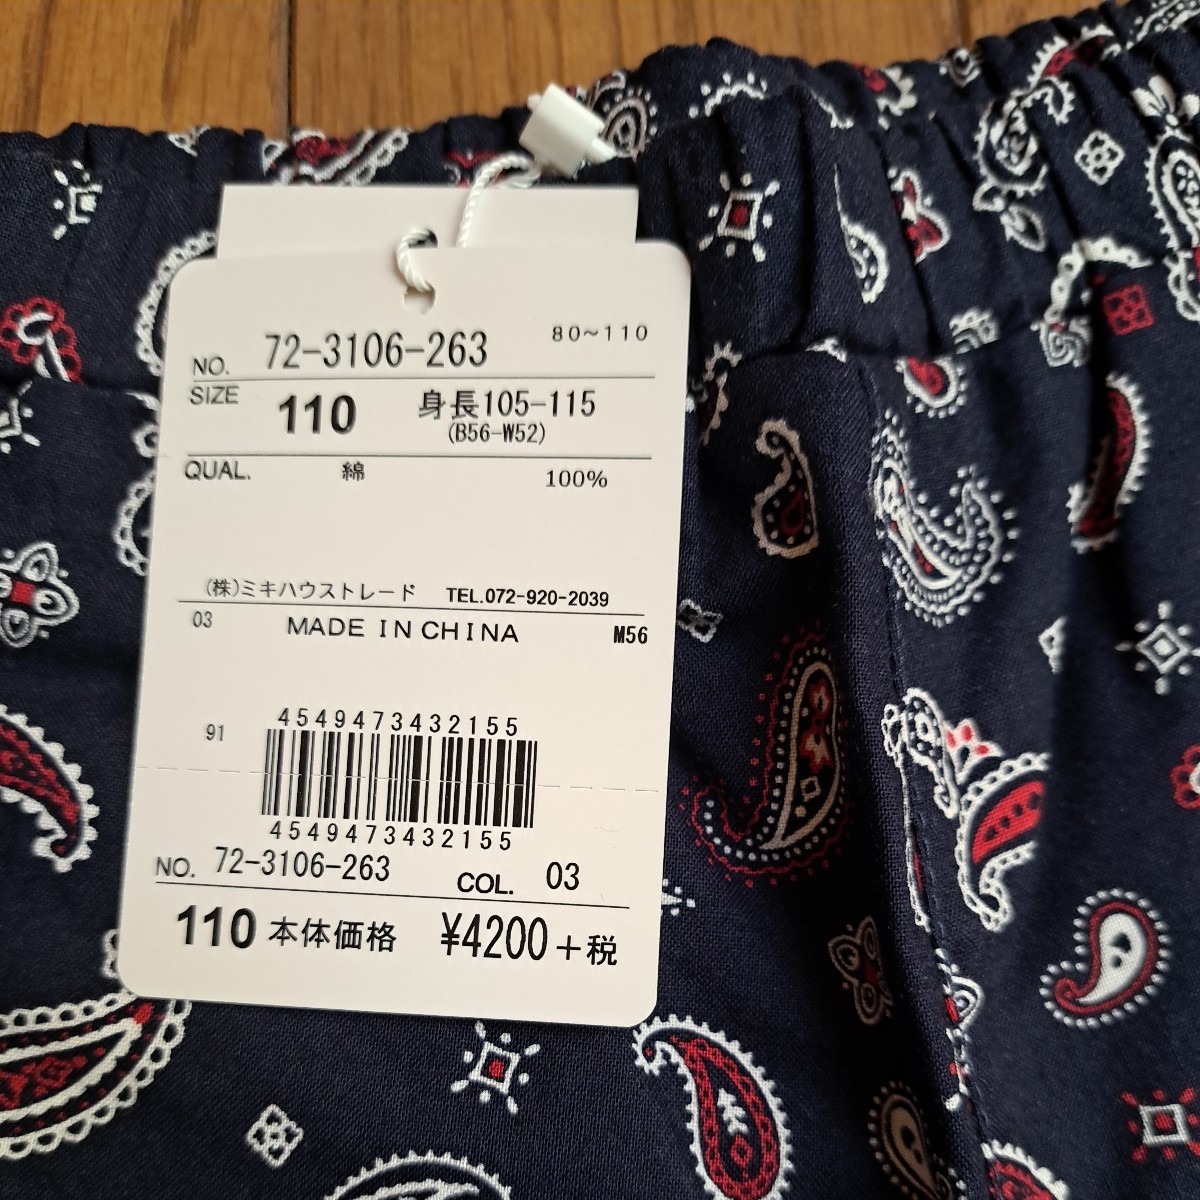 80～110
NO. 72-3106-263
SIZE 110 身長105-115
(B56-W52)
QUAL. 綿 100%
(株)ミキハウストレード TEL.072-920-2039
03 MADE IN CHINA M56
4549473432155
91
4549473432155
NO. 72-3106-263 COL. 03
110 本体価格 ¥4200+税